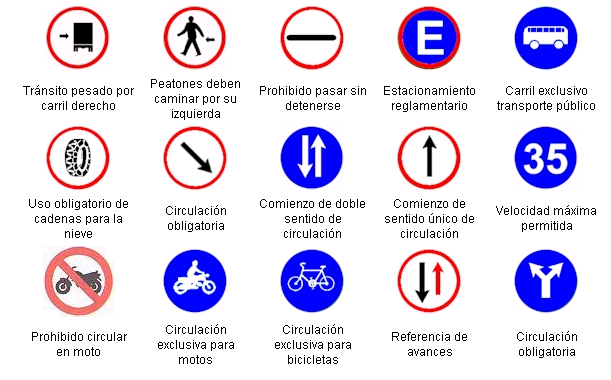 E
Tránsito pesado por
carril derecho
Peatones deben
caminar por su
izquierda
Prohibido pasar sin
detenerse
Estacionamiento
reglamentario
Carril exclusivo
transporte público
35
Uso obligatorio de
cadenas para la
nieve
Circulación
obligatoria
Comienzo de doble
sentido de
circulación
Comienzo de
sentido único de
circulación
Velocidad máxima
permitida
Prohibido circular
en moto
Circulación
exclusiva para
motos
Circulación
exclusiva para
bicicletas
Referencia de
avances
Circulación
obligatoria